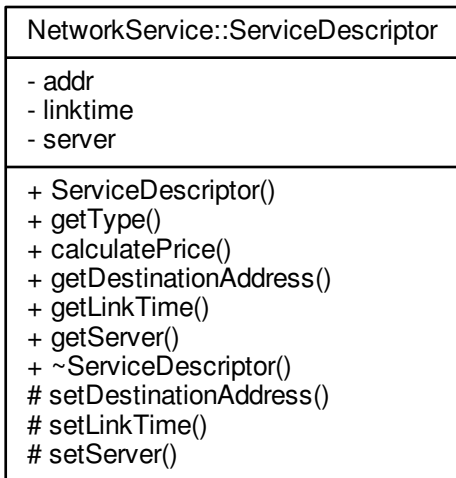 NetworkService::ServiceDescriptor
- addr
- linktime
- server
+ ServiceDescriptor()
+ getType()
+ calculatePrice()
+ getDestinationAddress()
+ getLinkTime()
+ getServer()
+ ~ServiceDescriptor()
# setDestinationAddress()
# setLinkTime()
# setServer()